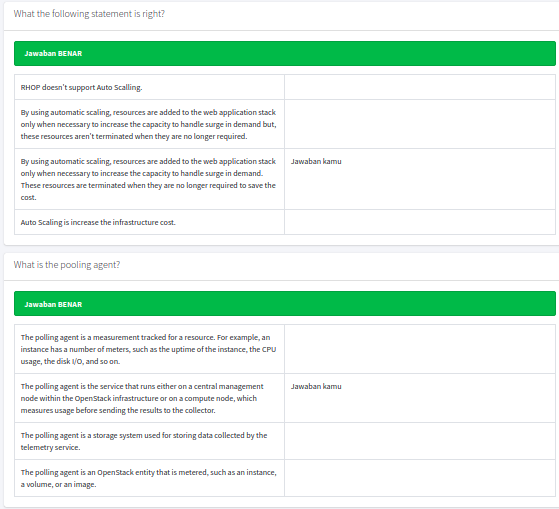 What the following statement is right?
Jawaban BENAR
RHOP doesn't support Auto Scalling.
By using automatic scaling, resources are added to the web application stack
only when necessary to increase the capacity to handle surge in demand but,
these resources aren't terminated when they are no longer required.
By using automatic scaling, resources are added to the web application stack
only when necessary to increase the capacity to handle surge in demand.
These resources are terminated when they are no longer required to save the
cost.
Jawaban kamu
Auto Scaling is increase the infrastructure cost.
What is the pooling agent?
Jawaban BENAR
The polling agent is a measurement tracked for a resource. For example, an
instance has a number of meters, such as the uptime of the instance, the CPU
usage, the disk I/O, and so on.
The polling agent is the service that runs either on a central management
node within the OpenStack infrastructure or on a compute node, which
measures usage before sending the results to the collector.
Jawaban kamu
The polling agent is a storage system used for storing data collected by the
telemetry service.
The polling agent is an OpenStack entity that is metered, such as an instance,
a volume, or an image.